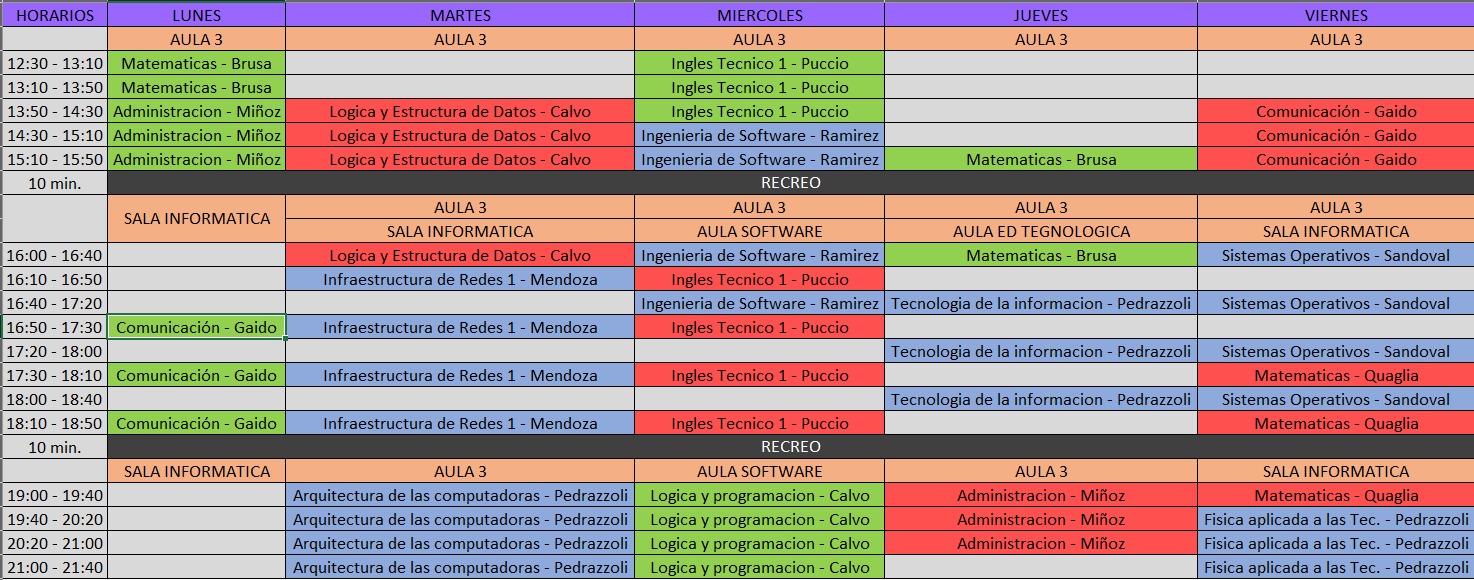 HORARIOS LUNES MARTES MIERCOLES JUEVES VIERNES
AULA 3 AULA 3 AULA 3 AULA 3 AULA 3
12:30 - 13:10 Matematicas - Brusa Ingles Tecnico 1 - Puccio
13:10 - 13:50 Matematicas - Brusa Ingles Tecnico 1 - Puccio
13:50 - 14:30 Administracion - Miñoz Logica y Estructura de Datos - Calvo Ingles Tecnico 1 - Puccio Comunicación - Gaido
14:30 - 15:10 Administracion - Miñoz Logica y Estructura de Datos - Calvo Ingenieria de Software - Ramirez Comunicación - Gaido
15:10 - 15:50 Administracion - Miñoz Logica y Estructura de Datos - Calvo Ingenieria de Software - Ramirez Matematicas - Brusa Comunicación - Gaido
10 min. RECREO
SALA INFORMATICA AULA 3 AULA 3 AULA 3 AULA 3
SALA INFORMATICA AULA SOFTWARE AULA ED TEGNOLOGICA SALA INFORMATICA
16:00 - 16:40 Logica y Estructura de Datos - Calvo Ingenieria de Software - Ramirez Matematicas - Brusa Sistemas Operativos - Sandoval
16:10 - 16:50 Infraestructura de Redes 1 - Mendoza Ingles Tecnico 1 - Puccio
16:40 - 17:20 Ingenieria de Software - Ramirez Tecnologia de la informacion - Pedrazzoli Sistemas Operativos - Sandoval
16:50 - 17:30 Comunicación - Gaido Infraestructura de Redes 1 - Mendoza Ingles Tecnico 1 - Puccio
17:20 - 18:00 Tecnologia de la informacion - Pedrazzoli Sistemas Operativos - Sandoval
17:30 - 18:10 Comunicación - Gaido Infraestructura de Redes 1 - Mendoza Ingles Tecnico 1 - Puccio Matematicas - Quaglia
18:00 - 18:40 Tecnologia de la informacion - Pedrazzoli Sistemas Operativos - Sandoval
18:10 - 18:50 Comunicación - Gaido Infraestructura de Redes 1 - Mendoza Ingles Tecnico 1 - Puccio Matematicas - Quaglia
10 min. RECREO
SALA INFORMATICA AULA 3 AULA SOFTWARE AULA 3 SALA INFORMATICA
19:00 - 19:40 Arquitectura de las computadoras - Pedrazzoli Logica y programacion - Calvo Administracion - Miñoz Matematicas - Quaglia
19:40 - 20:20 Arquitectura de las computadoras - Pedrazzoli Logica y programacion - Calvo Administracion - Miñoz Fisica aplicada a las Tec. - Pedrazzoli
20:20 - 21:00 Arquitectura de las computadoras - Pedrazzoli Logica y programacion - Calvo Administracion - Miñoz Fisica aplicada a las Tec. - Pedrazzoli
21:00 - 21:40 Arquitectura de las computadoras - Pedrazzoli Logica y programacion - Calvo Fisica aplicada a las Tec. - Pedrazzoli